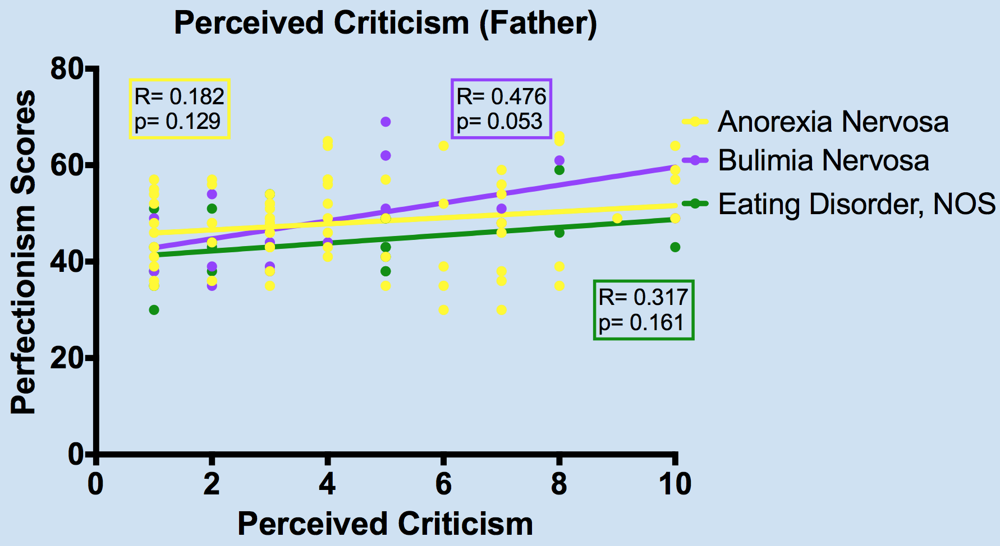 Perceived Criticism (Father)
Perfectionism Scores
80
60
40
20
0
R= 0.182
p= 0.129
R= 0.476
p= 0.053
R= 0.317
p= 0.161
Anorexia Nervosa
Bulimia Nervosa
Eating Disorder, NOS
0 2 4 6 8 10
Perceived Criticism